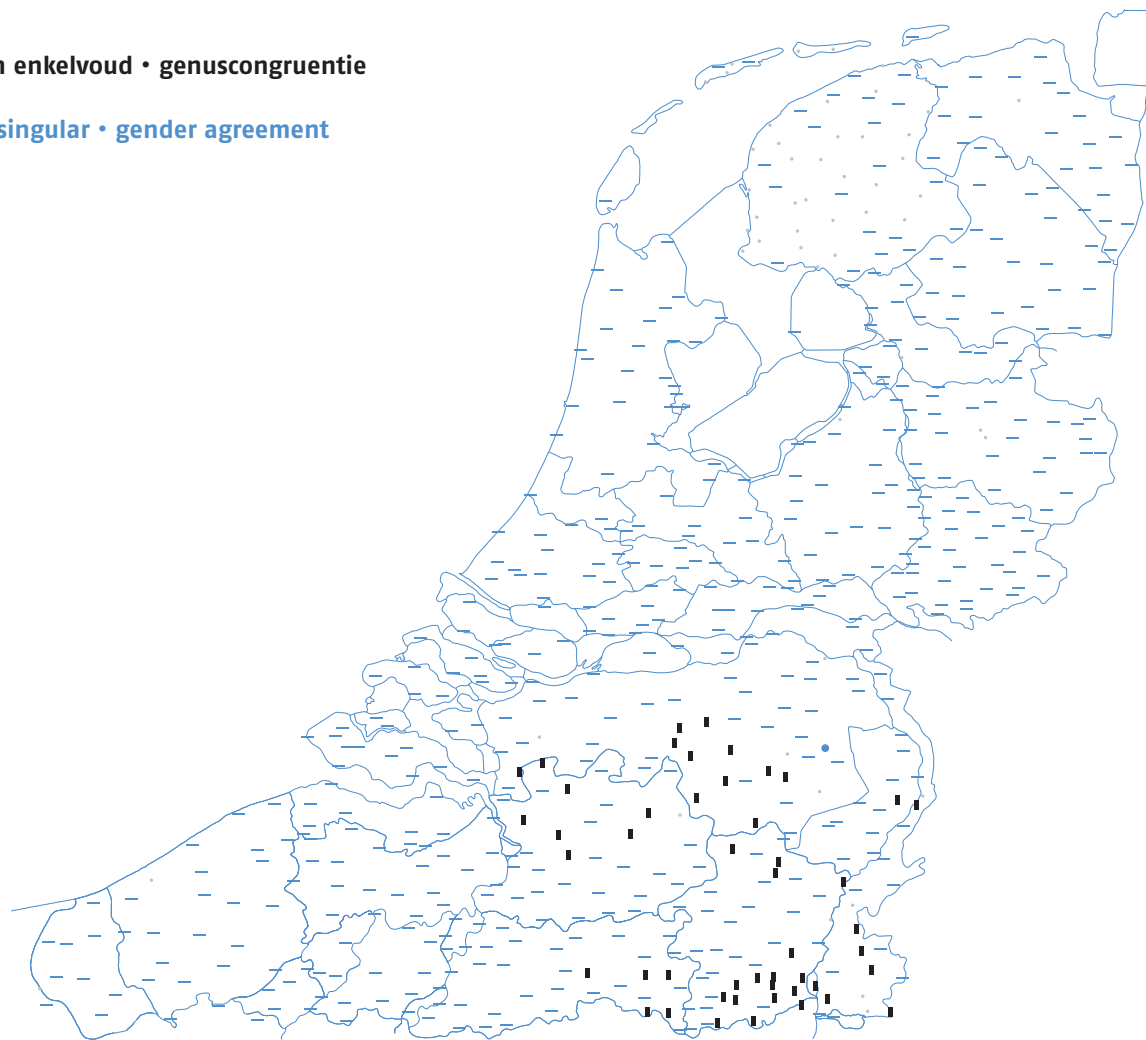 enkelvoud • genuscongruentie
singular • gender agreement